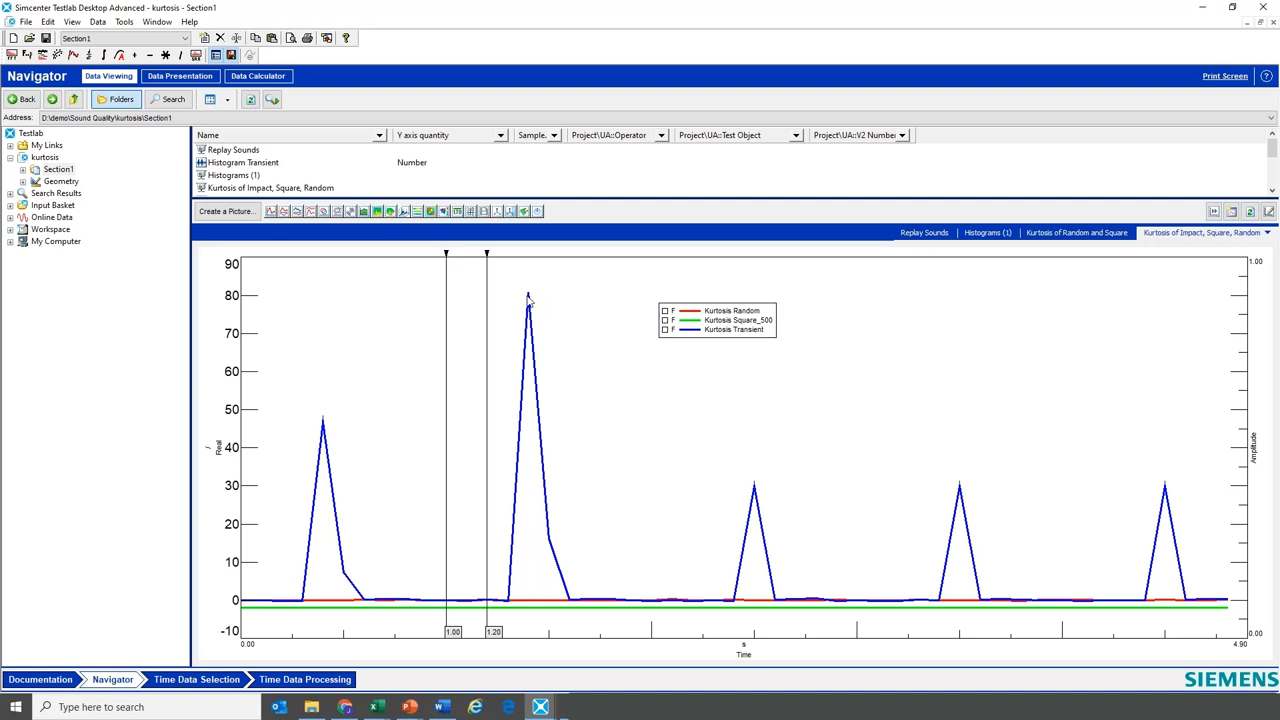 Simcenter Testlab Desktop Advanced - kurtosis - Section1
File Edit View Data Tools Window Help
Section1
Navigator Data Viewing Data Presentation Data Calculator Print Screen
Back Folders Search
Address: D:\demo\Sound Quality\kurtosis\Section1
Testlab
My Links
kurtosis
Section1
Geometry
Search Results
Input Basket
Online Data
Workspace
My Computer
Name Y axis quantity Sample. Project\UA::Operator Project\UA::Test Object Project\UA::V2 Number
Replay Sounds
Histogram Transient Number
Histograms (1)
Kurtosis of Impact, Square, Random
Create a Picture...
Replay Sounds Histograms (1) Kurtosis of Random and Square Kurtosis of Impact, Square, Random
90
80
70
60
50
40
30
20
10
0
-10
/
Real
F Kurtosis Random
F Kurtosis Square_500
F Kurtosis Transient
1.00
Amplitude
0.00
1.00 1.20
0.00 s 4.90
Time
Documentation Navigator Time Data Selection Time Data Processing
SIEMENS
Type here to search